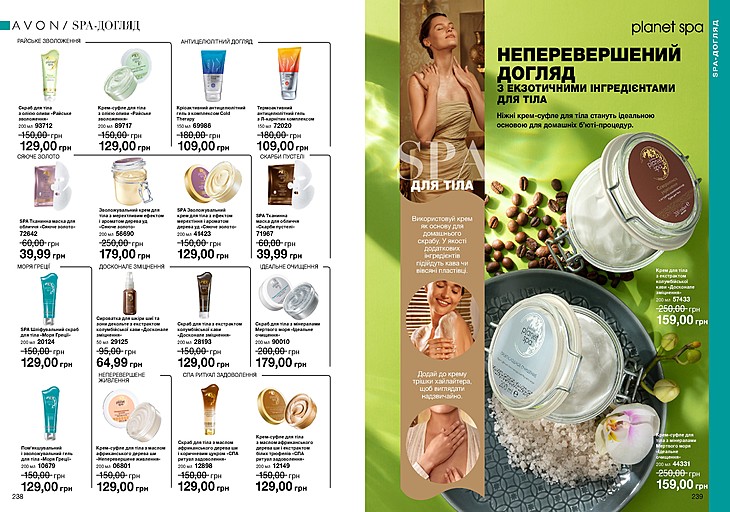 AVON / SPA-ДОГЛЯД
РАЙСЬКЕ ЗВОЛОЖЕННЯ
АНТИЦЕЛЮЛІТНИЙ ДОГЛЯД
Скраб для тіла
з олією оливи «Райське
зволоження»
200 мл 93712
150,00 грн
129,00 грн
Крем-суфле для тіла
з олією оливи «Райське
зволоження»
200 мл 89717
150,00 грн
129,00 грн
Кріоактивний антицелюлітний
гель з комплексом Cold
Therapy
150 мл 69986
180,00 грн
109,00 грн
Термоактивний
антицелюлітний гель
з Л-карнітин комплексом
150 мл 72020
180,00 грн
109,00 грн
СЯЮЧЕ ЗОЛОТО
СКАРБИ ПУСТЕЛІ
SPA Тканинна маска для
обличчя «Сяюче золото»
72642
60,00 грн
39,99 грн
Зволожувальний крем для
тіла з мерехтливим ефектом
і ароматом дерева уд
«Сяюче золото»
200 мл 56690
250,00 грн
179,00 грн
SPA Зволожувальний
крем для тіла з ефектом
мерехтіння і ароматом
дерева уд «Сяюче золото»
200 мл 41423
150,00 грн
129,00 грн
SPA Тканинна
маска для обличчя
«Скарби пустелі»
71967
60,00 грн
39,99 грн
МОРЯ ГРЕЦІЇ
ДОСКОНАЛЕ ЗМІЦНЕННЯ
ІДЕАЛЬНЕ ОЧИЩЕННЯ
SPA Шліфувальний скраб
для тіла «Моря Греції»
200 мл 20124
150,00 грн
129,00 грн
Сироватка для шкіри шиї та
зони декольте з екстрактом
колумбійської кави «Досконале
зміцнення»
50 мл 29125
95,00 грн
64,99 грн
Скраб для тіла з екстрактом
колумбійської кави
«Досконале зміцнення»
200 мл 28193
150,00 грн
129,00 грн
Скраб для тіла з мінералами
Мертвого моря «Ідеальне
очищення»
200 мл 90010
200,00 грн
179,00 грн
НЕПЕРЕВЕРШЕНЕ
ЖИВЛЕННЯ
СПА РИТУАЛ ЗАДОВОЛЕННЯ
Пом'якшувальний
і зволожувальний гель
для тіла «Моря Греції»
200 мл 10679
150,00 грн
129,00 грн
Крем-суфле для тіла з маслом
африканського дерева ши
«Неперевершене живлення»
200 мл 06801
150,00 грн
129,00 грн
Скраб для тіла з маслом
африканського дерева ши
і коричневим цукром «СПА
ритуал задоволення»
200 мл 12898
150,00 грн
129,00 грн
Крем-суфле для тіла
з маслом африканського
дерева ши і екстрактом
білих трюфелів «СПА
ритуал задоволення»
200 мл 12149
150,00 грн
129,00 грн
238
SPA
ДЛЯ ТІЛА
Використовуй крем
як основу для
домашнього
скрабу. У якості
додаткових
інгредієнтів
підійдуть кава чи
вівсяні пластівці.
Додай до крему
трішки хайлайтера,
щоб виглядати
надзвичайно.
planet spa
НЕПЕРЕВЕРШЕНИЙ
ДОГЛЯД
З ЕКЗОТИЧНИМИ ІНГРЕДІЄНТАМИ
ДЛЯ ТІЛА
Ніжні крем-суфле для тіла стануть ідеальною
основою для домашніх б'юті-процедур.
SPA-ДОГЛЯД
planet
spa
Крем для тіла
з екстрактом
колумбійської
кави «Досконале
зміцнення»
200 мл 57433
250,00 грн
159,00 грн
planet
spa
Крем-суфле для
тіла з мінералами
Мертвого моря
«Ідеальне
очищення»
200 мл 44331
250,00 грн
159,00 грн
239